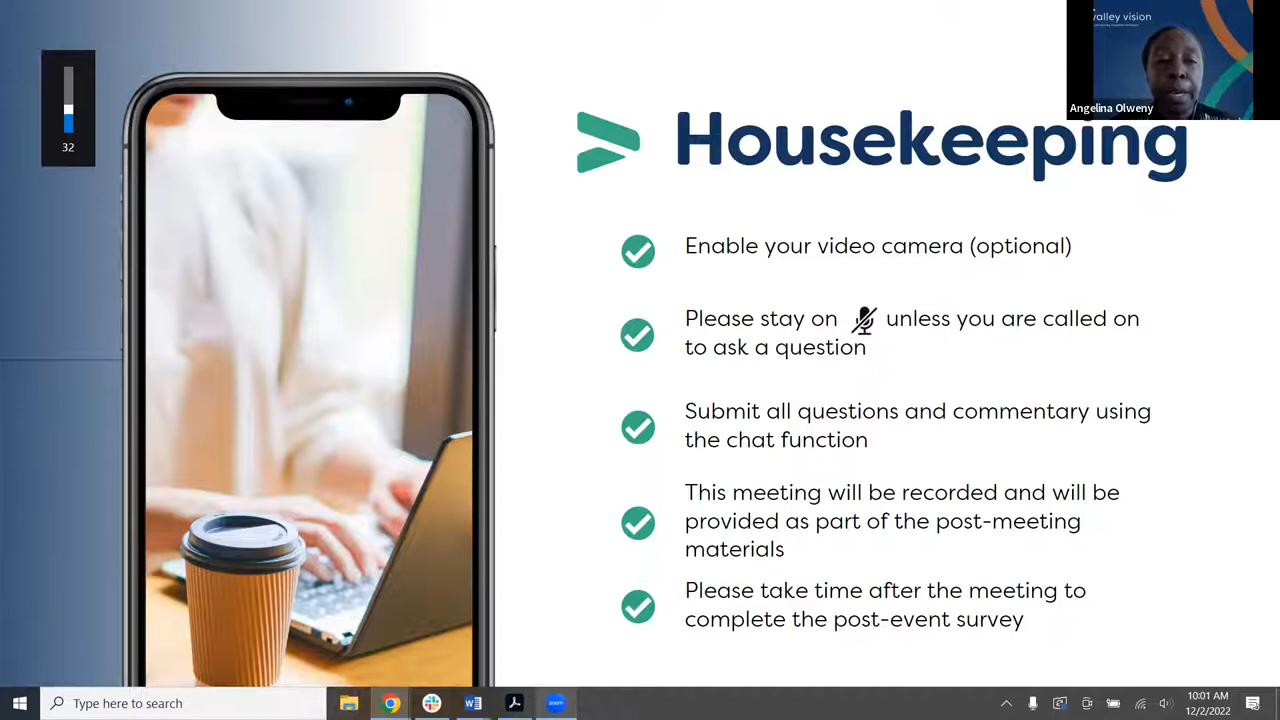 valley vision
Angelina Olweny
32
Housekeeping
Enable your video camera (optional)
Please stay on unless you are called on
to ask a question
Submit all questions and commentary using
the chat function
This meeting will be recorded and will be
provided as part of the post-meeting
materials
Please take time after the meeting to
complete the post-event survey
Type here to search
zoom
10:01 AM
12/2/2022